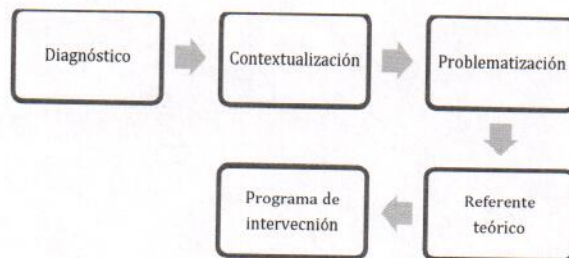 Diagnóstico
Contextualización
Problematización
Referente
teórico
Programa de
intervecnión